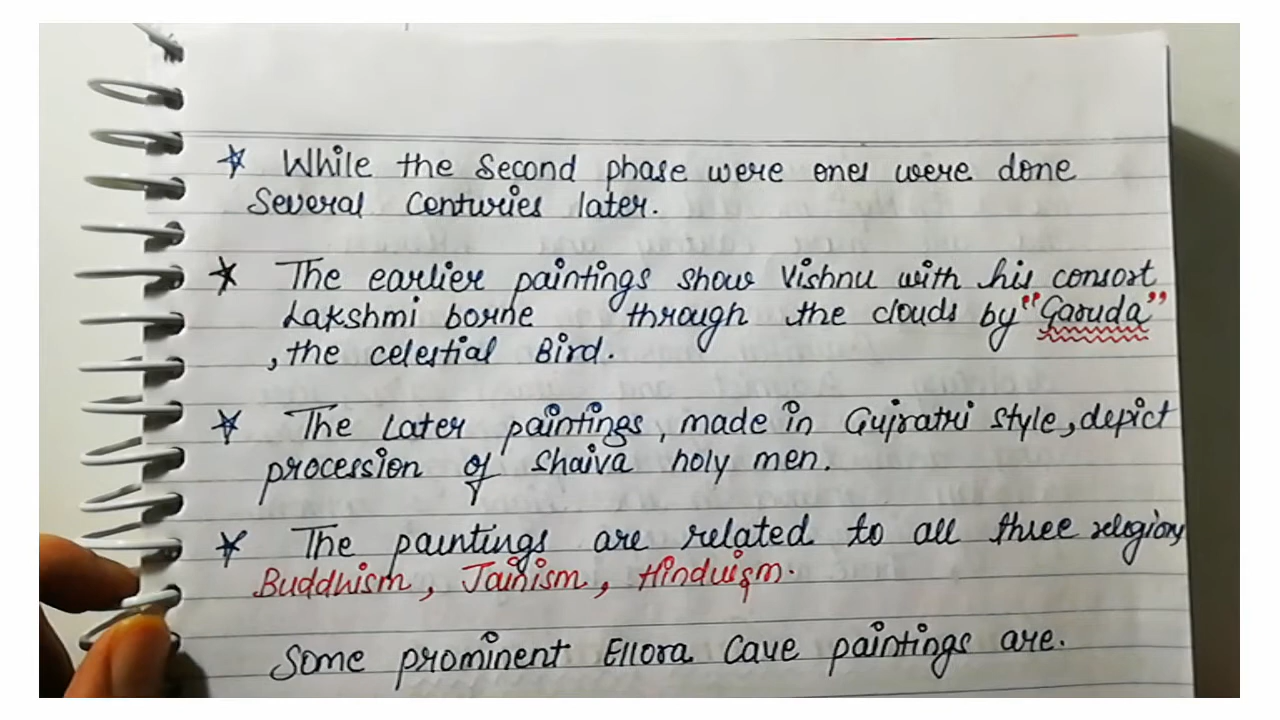 While the Second phase were ones were done
Several Centuries later.
The earlier paintings show Vishnu with his consort
Lakshmi borne through the clouds by "Garuda"
, the celestial Bird.
The Later paintings, made in Gujratri Style, depict
procession of Shaiva holy men.
The paintings are related to all three religions
Buddhism, Jainism, Hinduism.
Some prominent Ellora Cave paintings are.